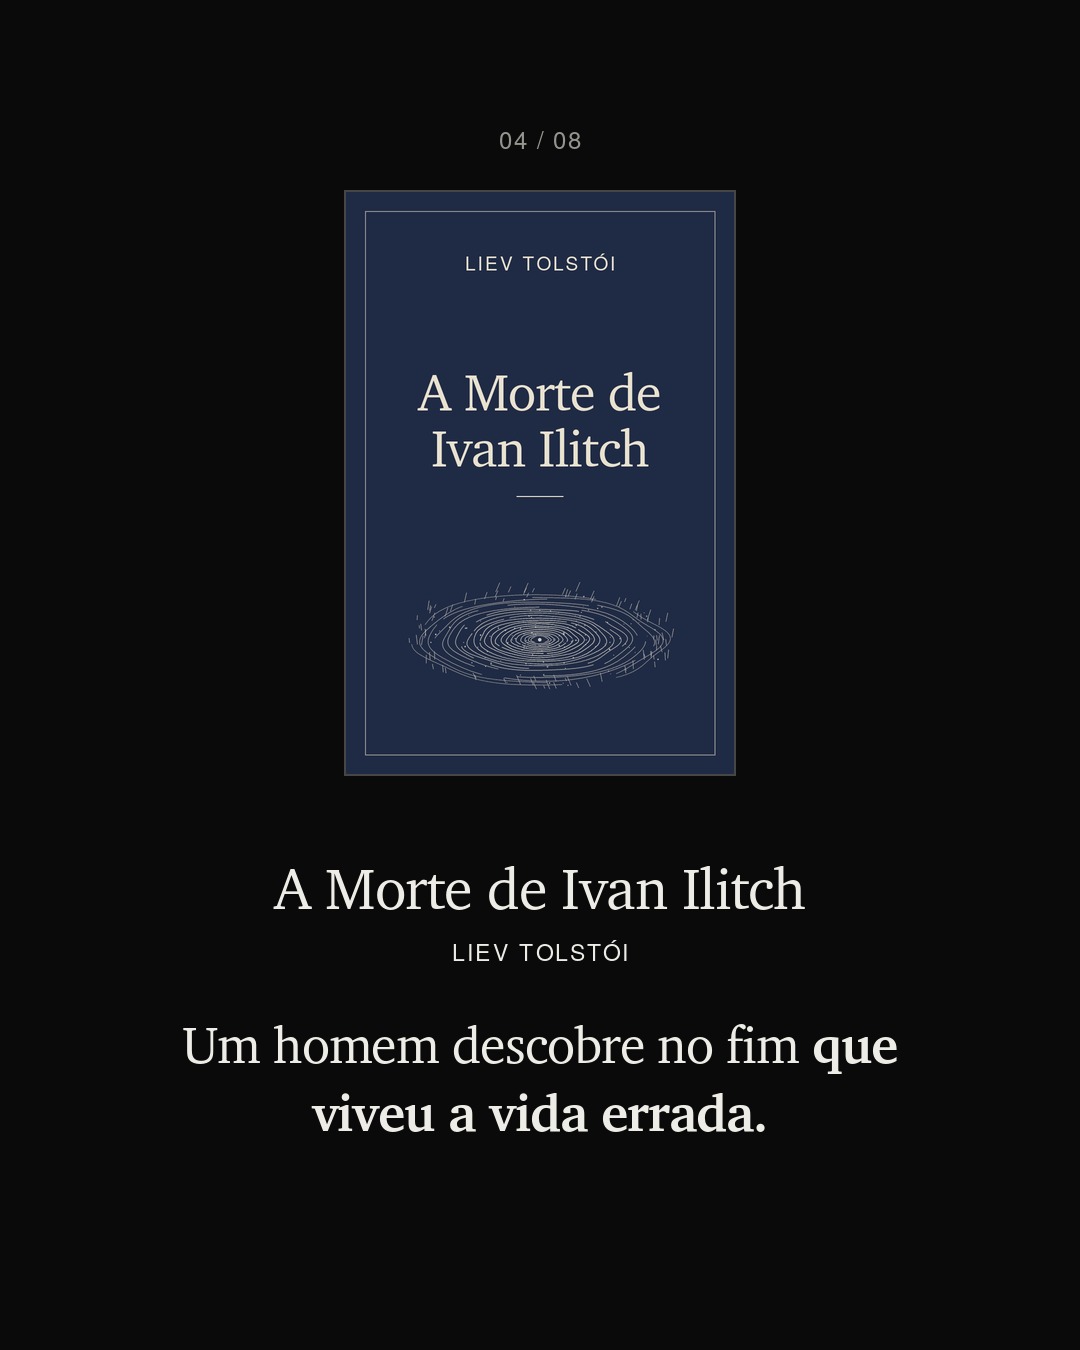 04 / 08
LIEV TOLSTÓI
A Morte de
Ivan Ilitch
A Morte de Ivan Ilitch
LIEV TOLSTÓI
Um homem descobre no fim que
viveu a vida errada.